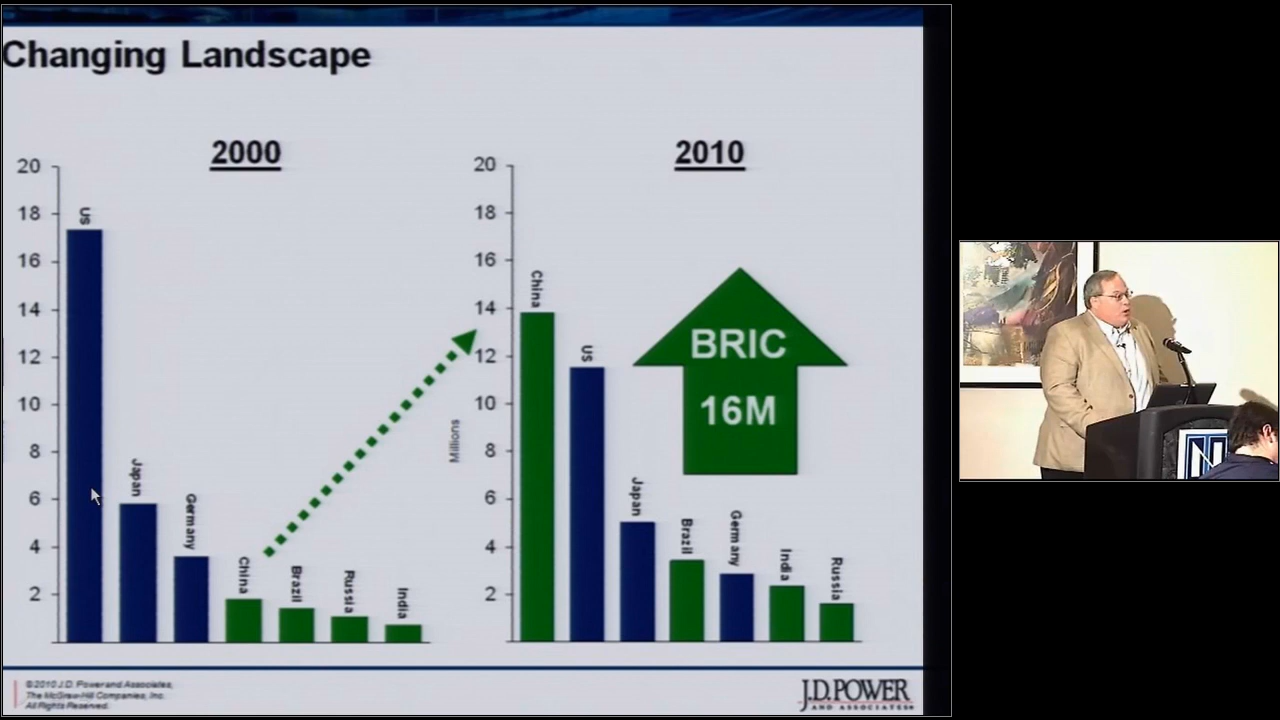 Changing Landscape
2000
20
18
16
14
12
10
8
6
4
2
US
Japan
Germany
China
Brazil
Russia
India
2010
Millions
20
18
16
14
12
10
8
6
4
2
China
US
Japan
Brazil
Germany
India
Russia
BRIC
16M
©2010 J.D. Power and Associates,
The McGraw-Hill Companies, Inc.
All Rights Reserved.
J.D. POWER
AND ASSOCIATES®
N